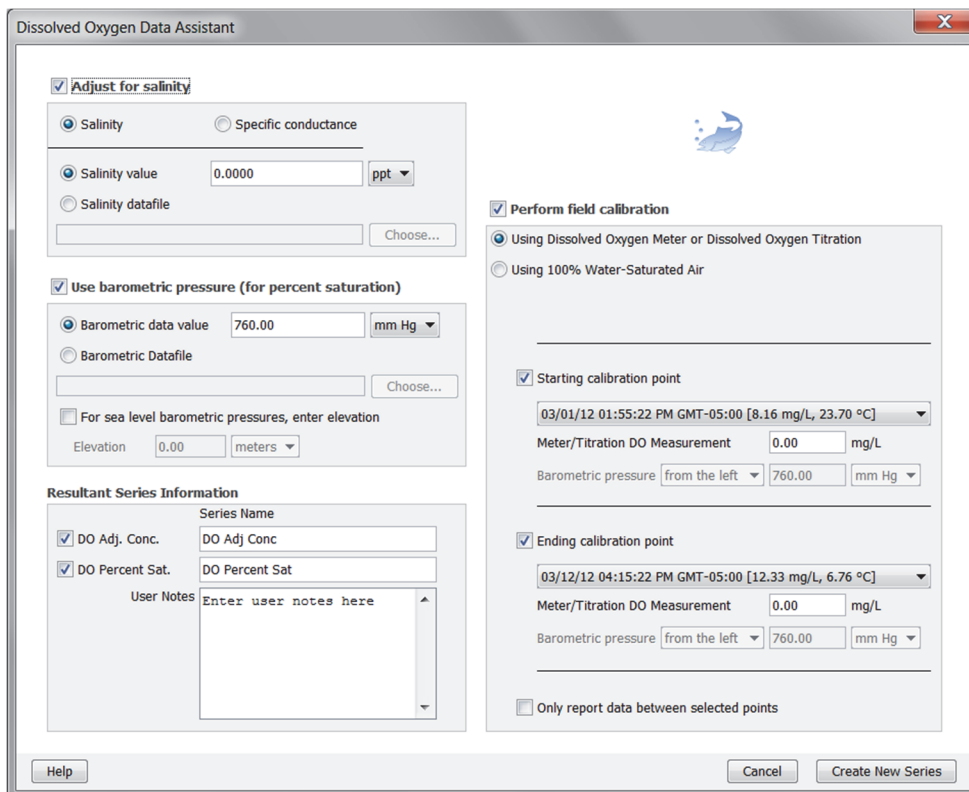 Dissolved Oxygen Data Assistant
Adjust for salinity
Salinity Specific conductance
Salinity value 0.0000 ppt
Salinity datafile
Choose...
Use barometric pressure (for percent saturation)
Barometric data value 760.00 mm Hg
Barometric Datafile
Choose...
For sea level barometric pressures, enter elevation
Elevation 0.00 meters
Resultant Series Information
Series Name
DO Adj. Conc. DO Adj Conc
DO Percent Sat. DO Percent Sat
User Notes Enter user notes here
Perform field calibration
Using Dissolved Oxygen Meter or Dissolved Oxygen Titration
Using 100% Water-Saturated Air
Starting calibration point
03/01/12 01:55:22 PM GMT-05:00 [8.16 mg/L, 23.70 °C]
Meter/Titration DO Measurement 0.00 mg/L
Barometric pressure from the left 760.00 mm Hg
Ending calibration point
03/12/12 04:15:22 PM GMT-05:00 [12.33 mg/L, 6.76 °C]
Meter/Titration DO Measurement 0.00 mg/L
Barometric pressure from the left 760.00 mm Hg
Only report data between selected points
Help Cancel Create New Series